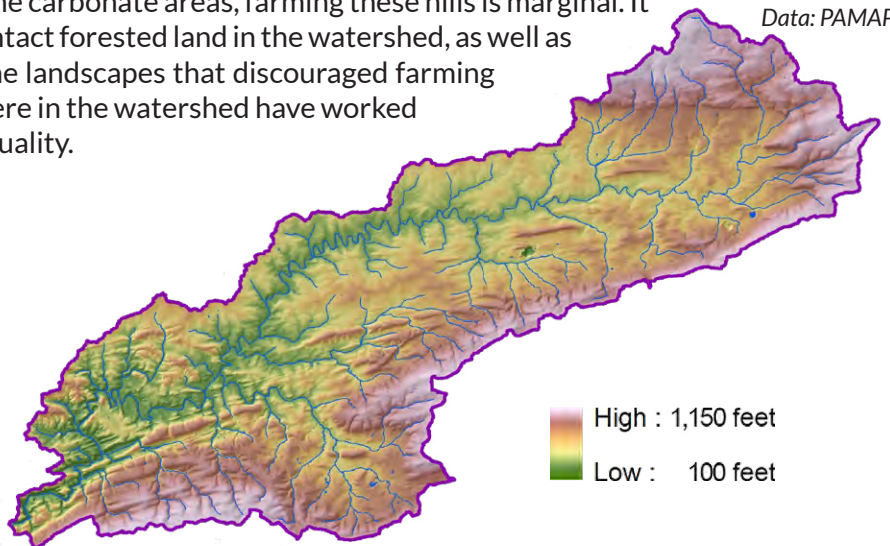 he carbonate areas, farming these hills is marginal. It
ntact forested land in the watershed, as well as
ne landscapes that discouraged farming
ere in the watershed have worked
uality.
Data: PAMAP
High : 1,150 feet
Low : 100 feet